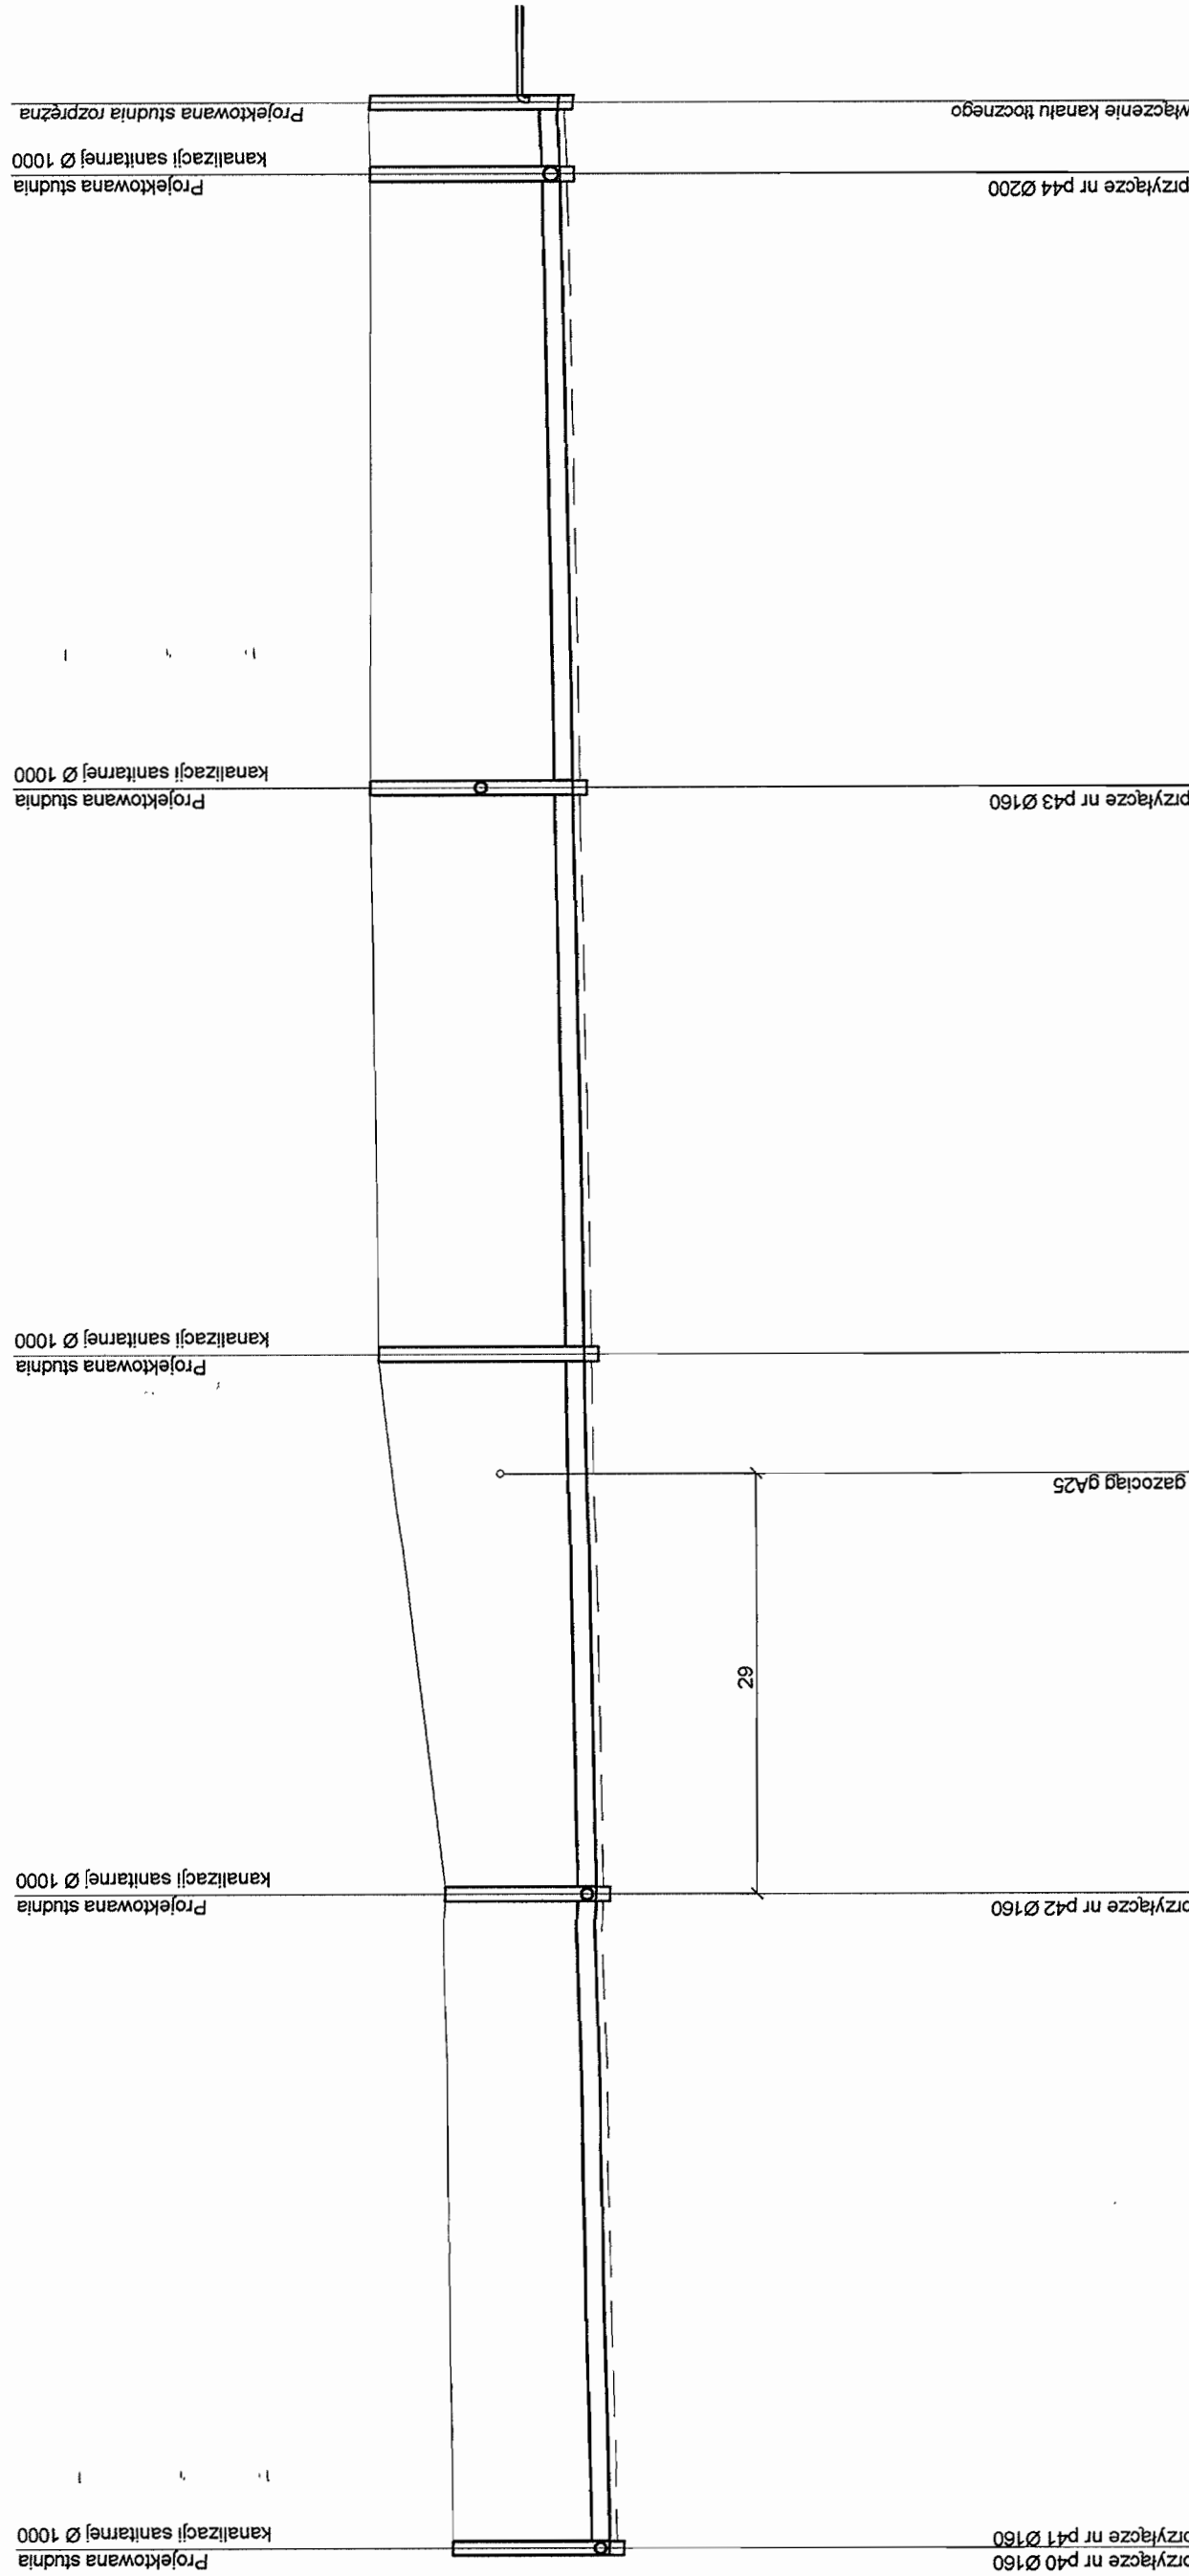 przyłącze nr p40 Ø160
przyłącze nr p41 Ø160
Projektowana studnia
kanalizacji sanitarnej Ø 1000
przyłącze nr p42 Ø160
Projektowana studnia
kanalizacji sanitarnej Ø 1000
29
gazociąg gA25
Projektowana studnia
kanalizacji sanitarnej Ø 1000
przyłącze nr p43 Ø160
Projektowana studnia
kanalizacji sanitarnej Ø 1000
przyłącze nr p44 Ø200
Projektowana studnia
kanalizacji sanitarnej Ø 1000
włączenie kanału tłocznego
Projektowana studnia rozprężna